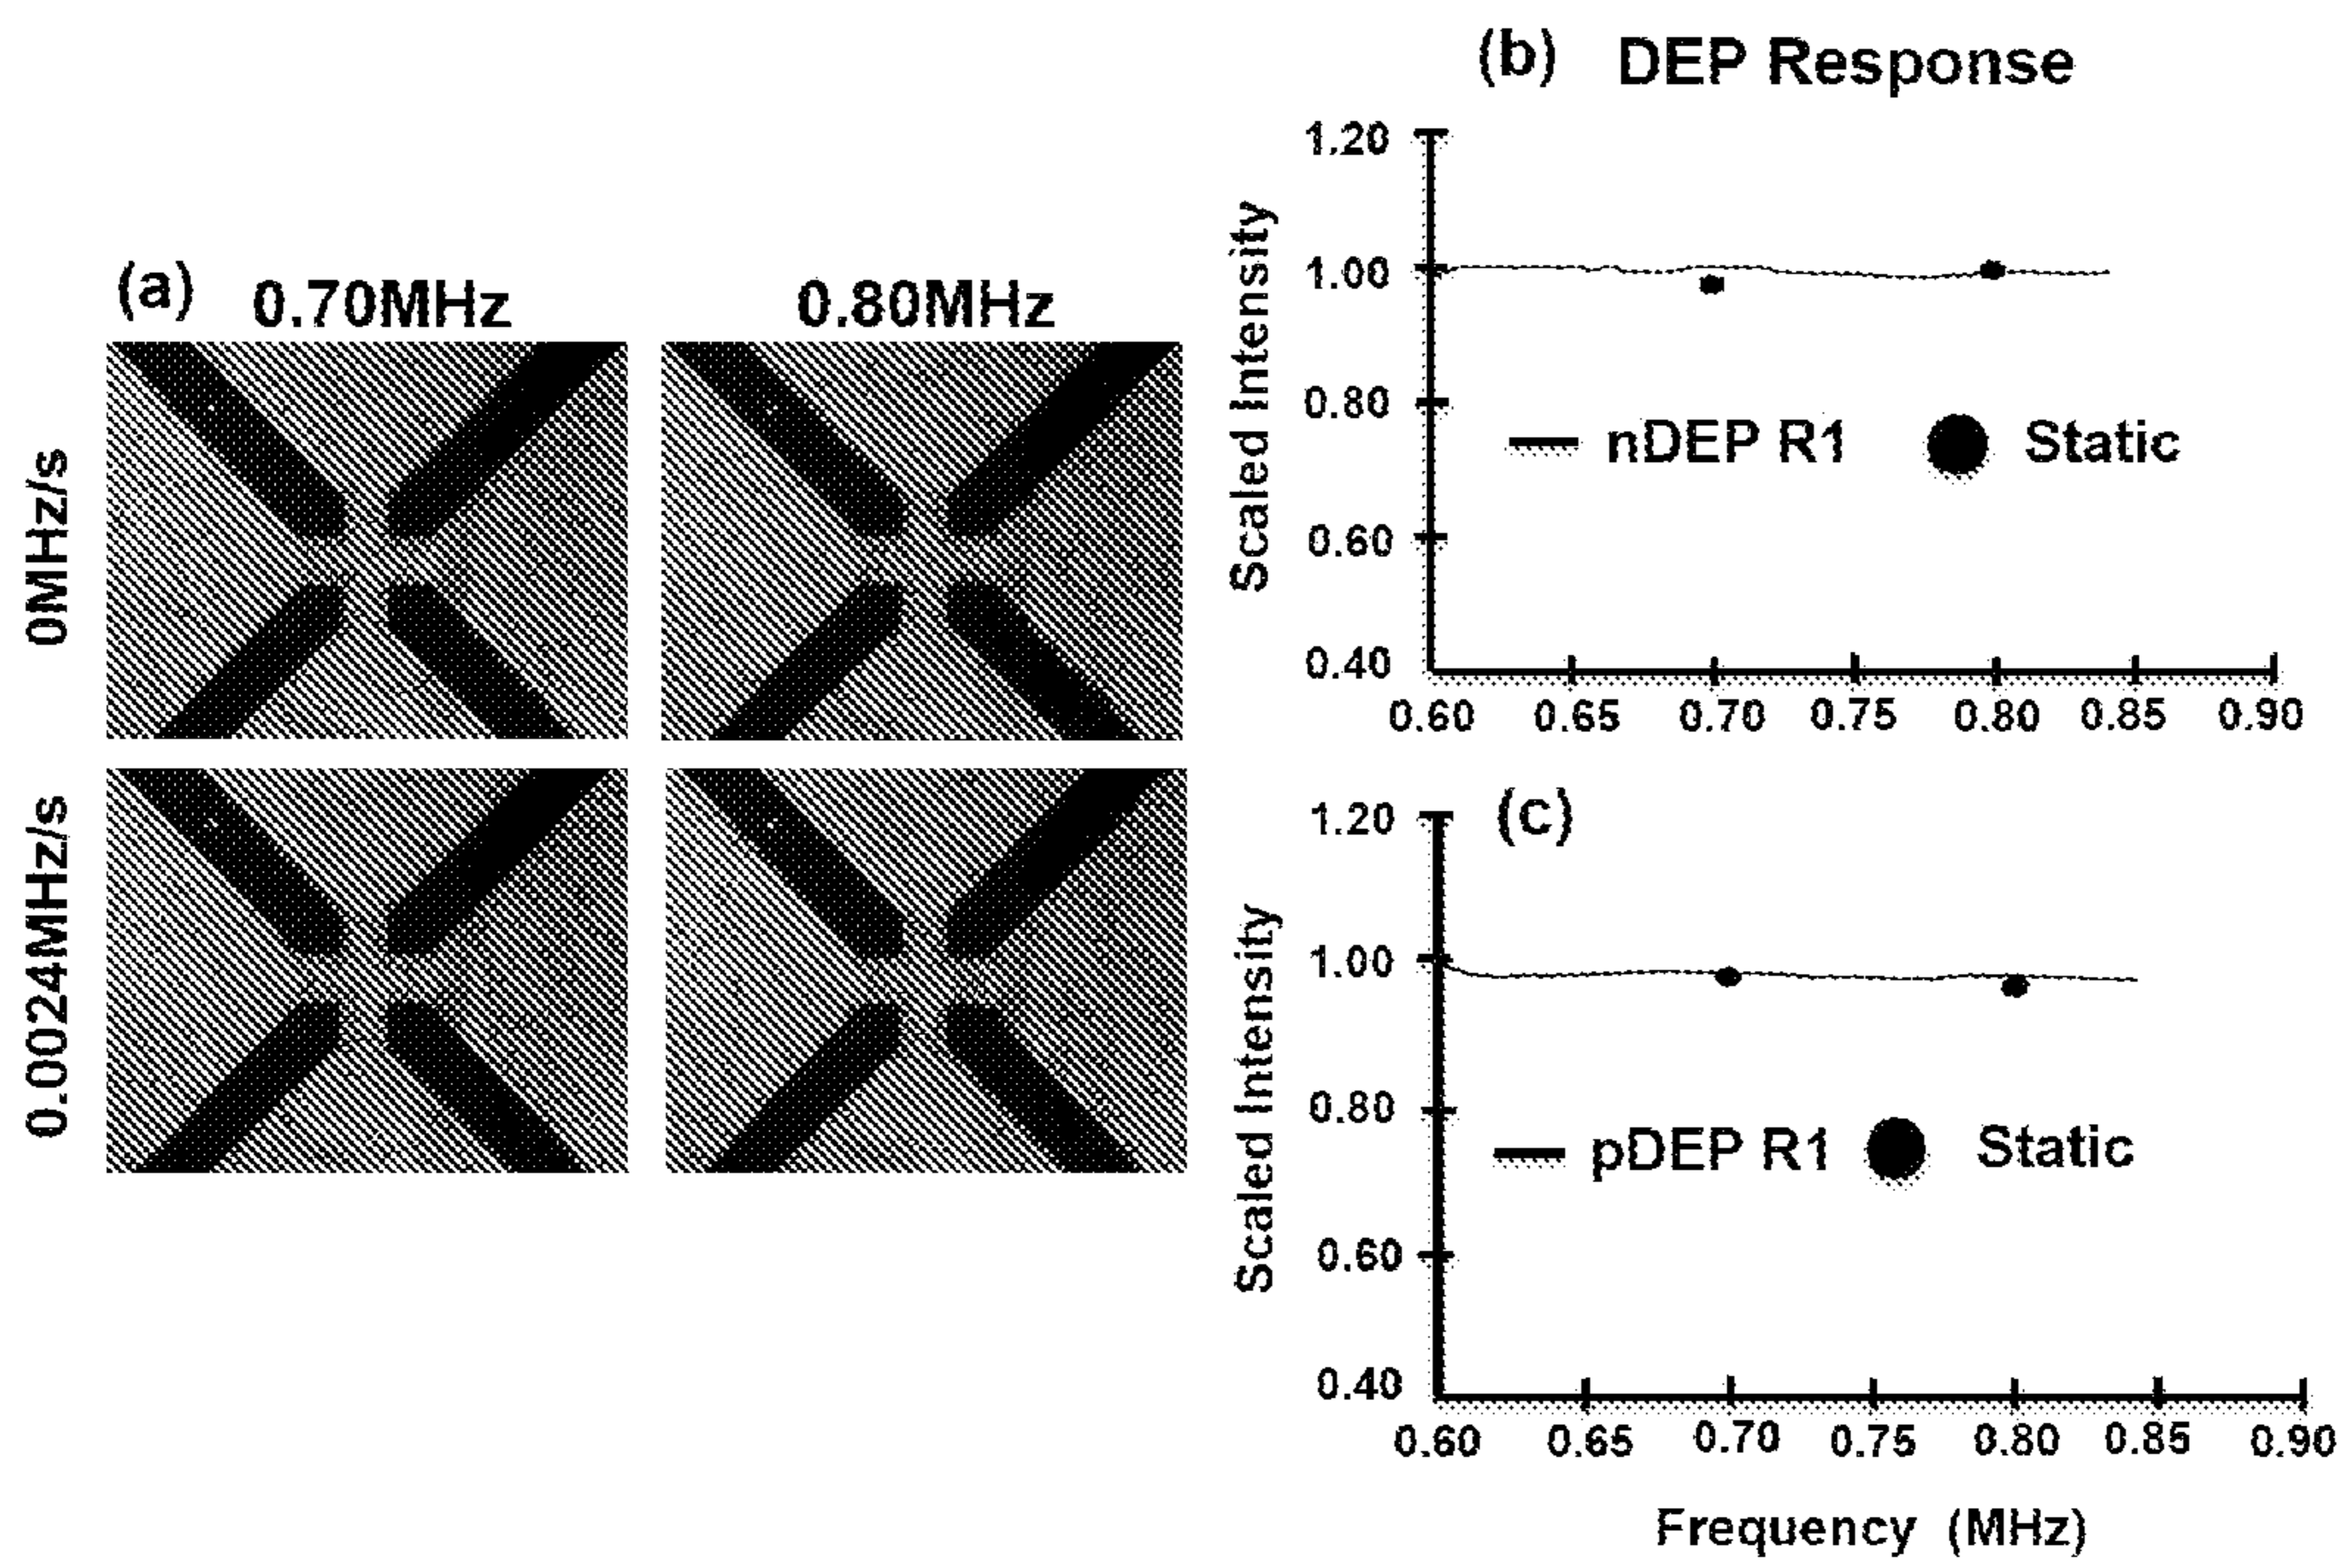 (a)
0.70MHz 0.80MHz
0MHz/s
0.0024MHz/s
(b) DEP Response
Scaled Intensity
1.20
1.00
0.80
0.60
0.40
nDEP R1 Static
0.60 0.65 0.70 0.75 0.80 0.85 0.90
(c)
Scaled Intensity
1.20
1.00
0.80
0.60
0.40
pDEP R1 Static
0.60 0.65 0.70 0.75 0.80 0.85 0.90
Frequency (MHz)